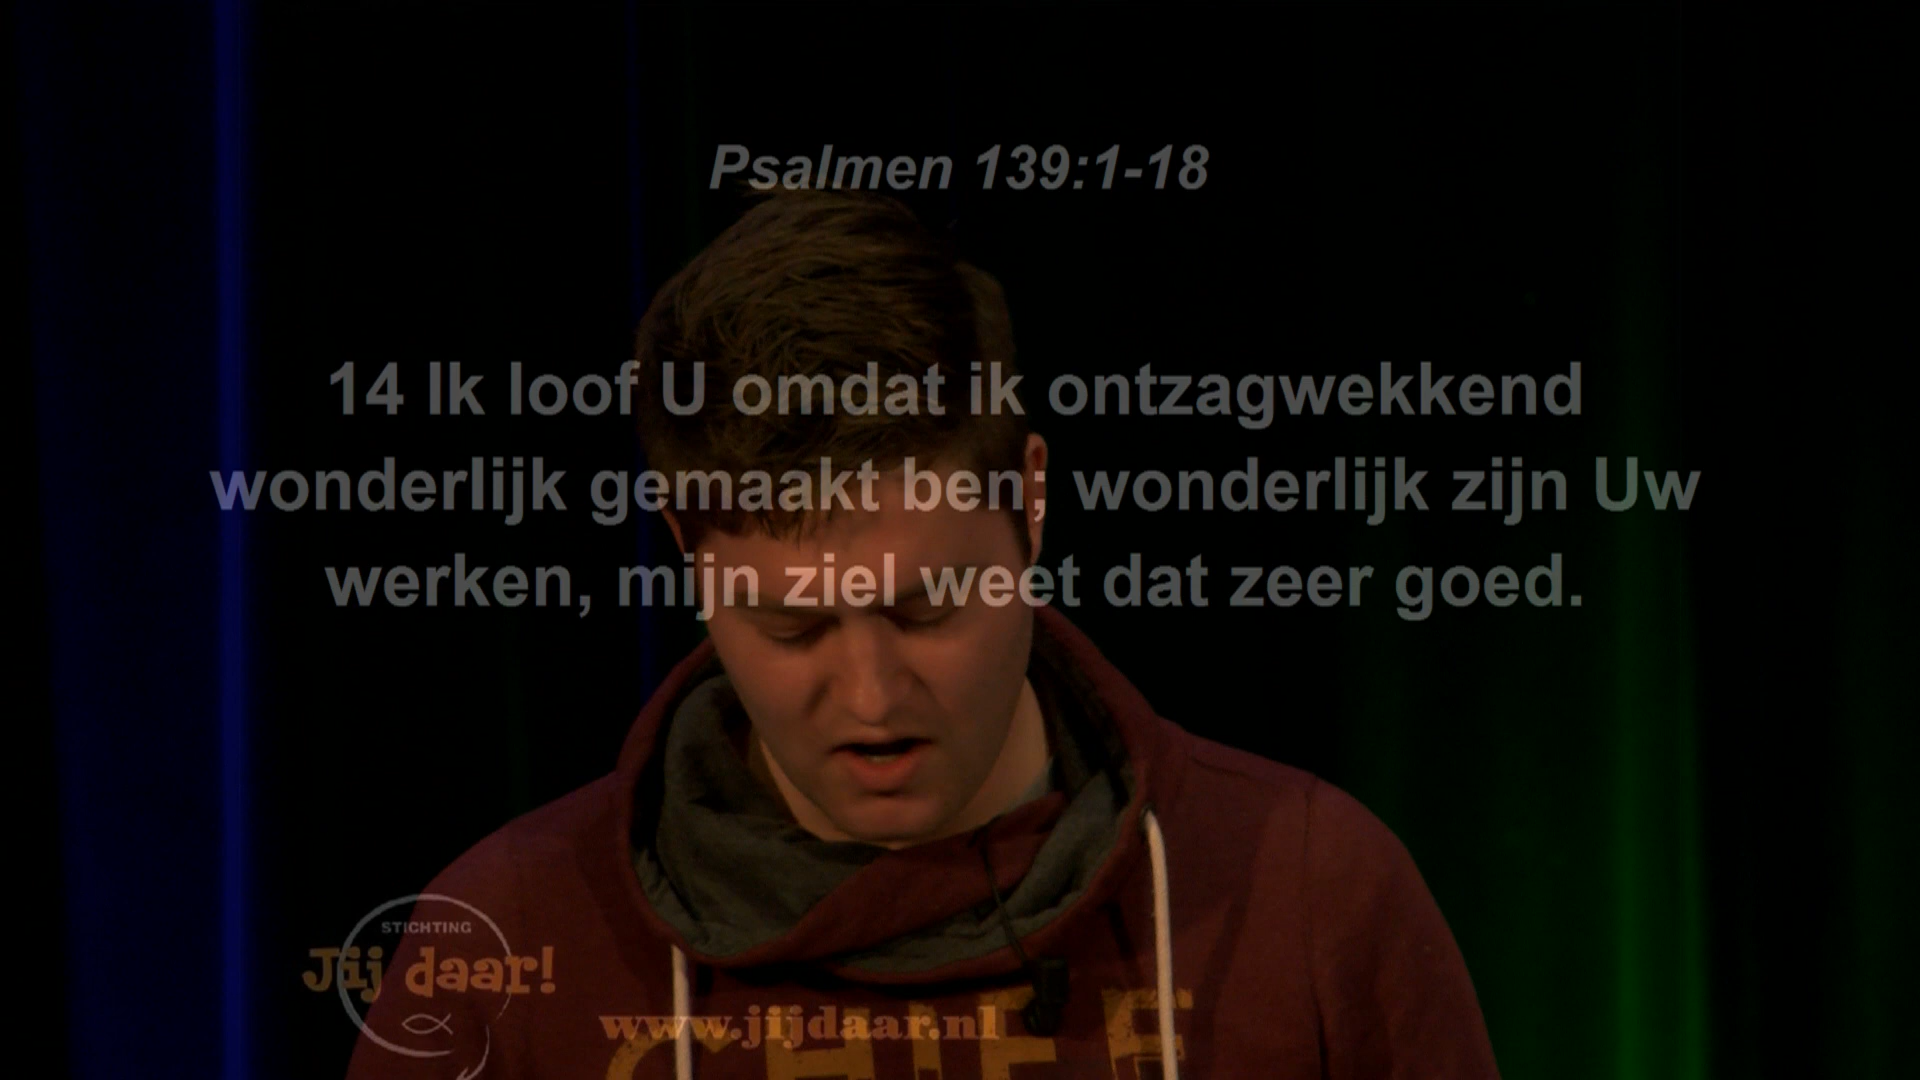 Psalmen 139:1-18
14 Ik loof U omdat ik ontzagwekkend
wonderlijk gemaakt ben; wonderlijk zijn Uw
werken, mijn ziel weet dat zeer goed.
STICHTING
Jij daar!
www.jijdaar.nl
CHIEF